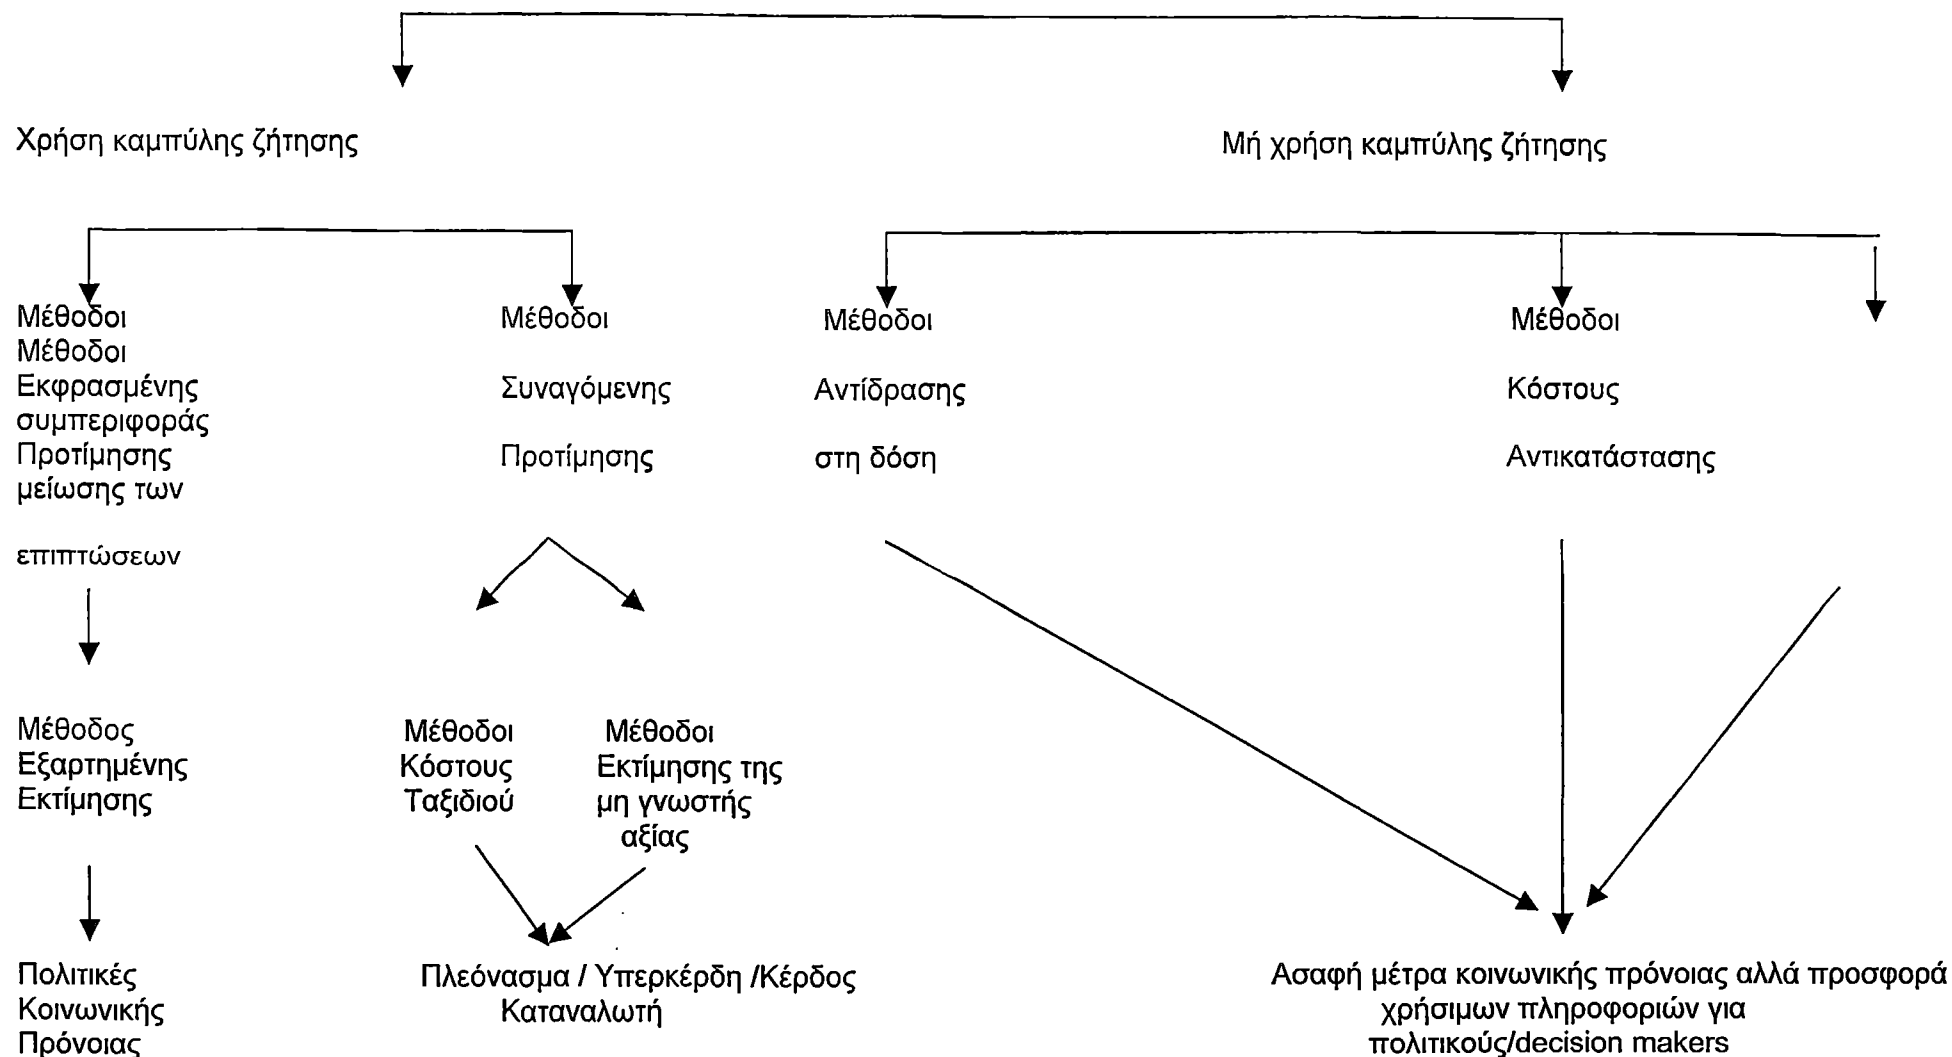 Χρήση καμπύλης ζήτησης
Μή χρήση καμπύλης ζήτησης
Μέθοδοι
Μέθοδοι
Εκφρασμένης
συμπεριφοράς
Προτίμησης
μείωσης των
επιπτώσεων
Μέθοδοι
Συναγόμενης
Προτίμησης
Μέθοδοι
Αντίδρασης
στη δόση
Μέθοδοι
Κόστους
Αντικατάστασης
Μέθοδος
Εξαρτημένης
Εκτίμησης
Μέθοδοι
Κόστους
Ταξιδιού
Μέθοδοι
Εκτίμησης της
μη γνωστής
αξίας
Πολιτικές
Κοινωνικής
Πρόνοιας
Πλεόνασμα / Υπερκέρδη /Κέρδος
Καταναλωτή
Ασαφή μέτρα κοινωνικής πρόνοιας αλλά προσφορά
χρήσιμων πληροφοριών για
πολιτικούς/decision makers